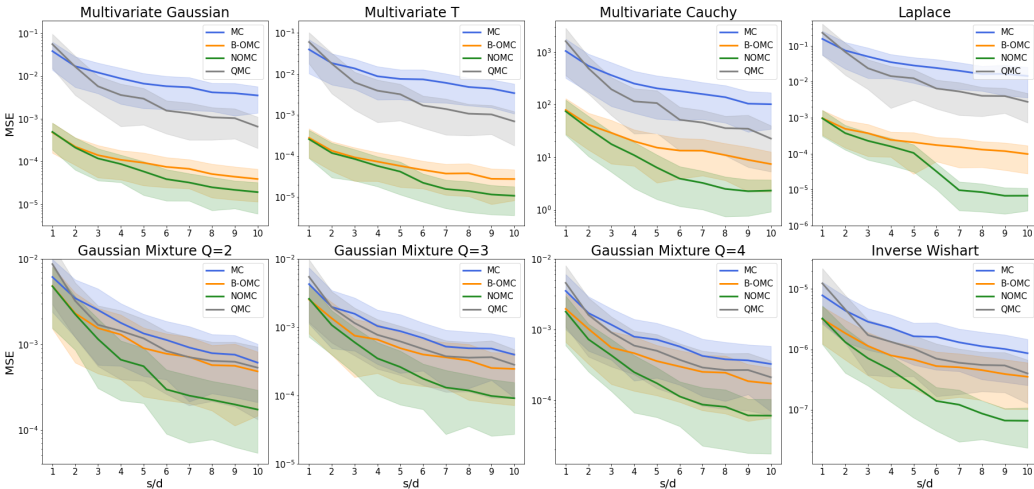 Multivariate Gaussian
MSE
10⁻¹
10⁻²
10⁻³
10⁻⁴
10⁻⁵
1 2 3 4 5 6 7 8 9 10
MC
B-OMC
NOMC
QMC
Multivariate T
10⁻¹
10⁻²
10⁻³
10⁻⁴
10⁻⁵
1 2 3 4 5 6 7 8 9 10
MC
B-OMC
NOMC
QMC
Multivariate Cauchy
10³
10²
10¹
10⁰
1 2 3 4 5 6 7 8 9 10
MC
B-OMC
NOMC
QMC
Laplace
10⁻¹
10⁻²
10⁻³
10⁻⁴
10⁻⁵
10⁻⁶
1 2 3 4 5 6 7 8 9 10
MC
B-OMC
NOMC
QMC
Gaussian Mixture Q=2
MSE
10⁻²
10⁻³
10⁻⁴
1 2 3 4 5 6 7 8 9 10
s/d
MC
B-OMC
NOMC
QMC
Gaussian Mixture Q=3
10⁻²
10⁻³
10⁻⁴
10⁻⁵
1 2 3 4 5 6 7 8 9 10
s/d
MC
B-OMC
NOMC
QMC
Gaussian Mixture Q=4
10⁻²
10⁻³
10⁻⁴
1 2 3 4 5 6 7 8 9 10
s/d
MC
B-OMC
NOMC
QMC
Inverse Wishart
10⁻⁵
10⁻⁶
10⁻⁷
1 2 3 4 5 6 7 8 9 10
s/d
MC
B-OMC
NOMC
QMC